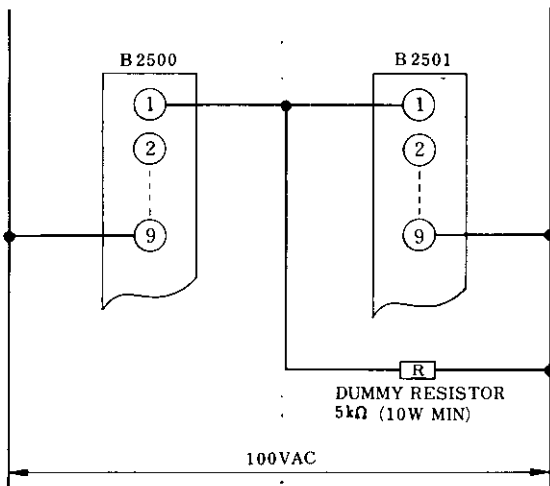 B2500
B2501
1
1
2
2
9
9
R
DUMMY RESISTOR
5kΩ (10W MIN)
100VAC